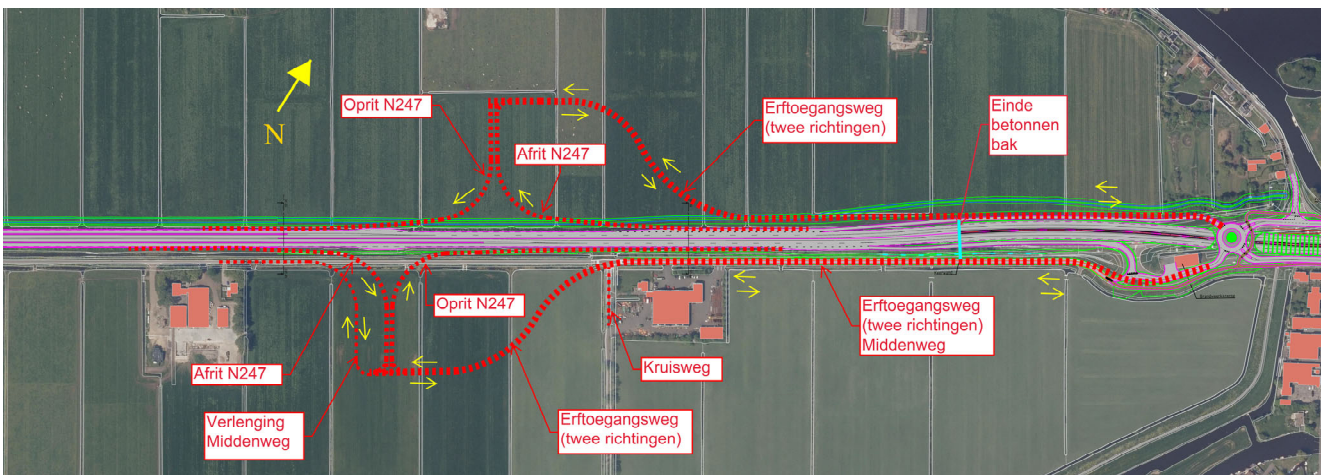 N
Oprit N247
Afrit N247
Erftoegangsweg
(twee richtingen)
Einde
betonnen
bak
Afrit N247
Oprit N247
Verlenging
Middenweg
Erftoegangsweg
(twee richtingen)
Kruisweg
Erftoegangsweg
(twee richtingen)
Middenweg